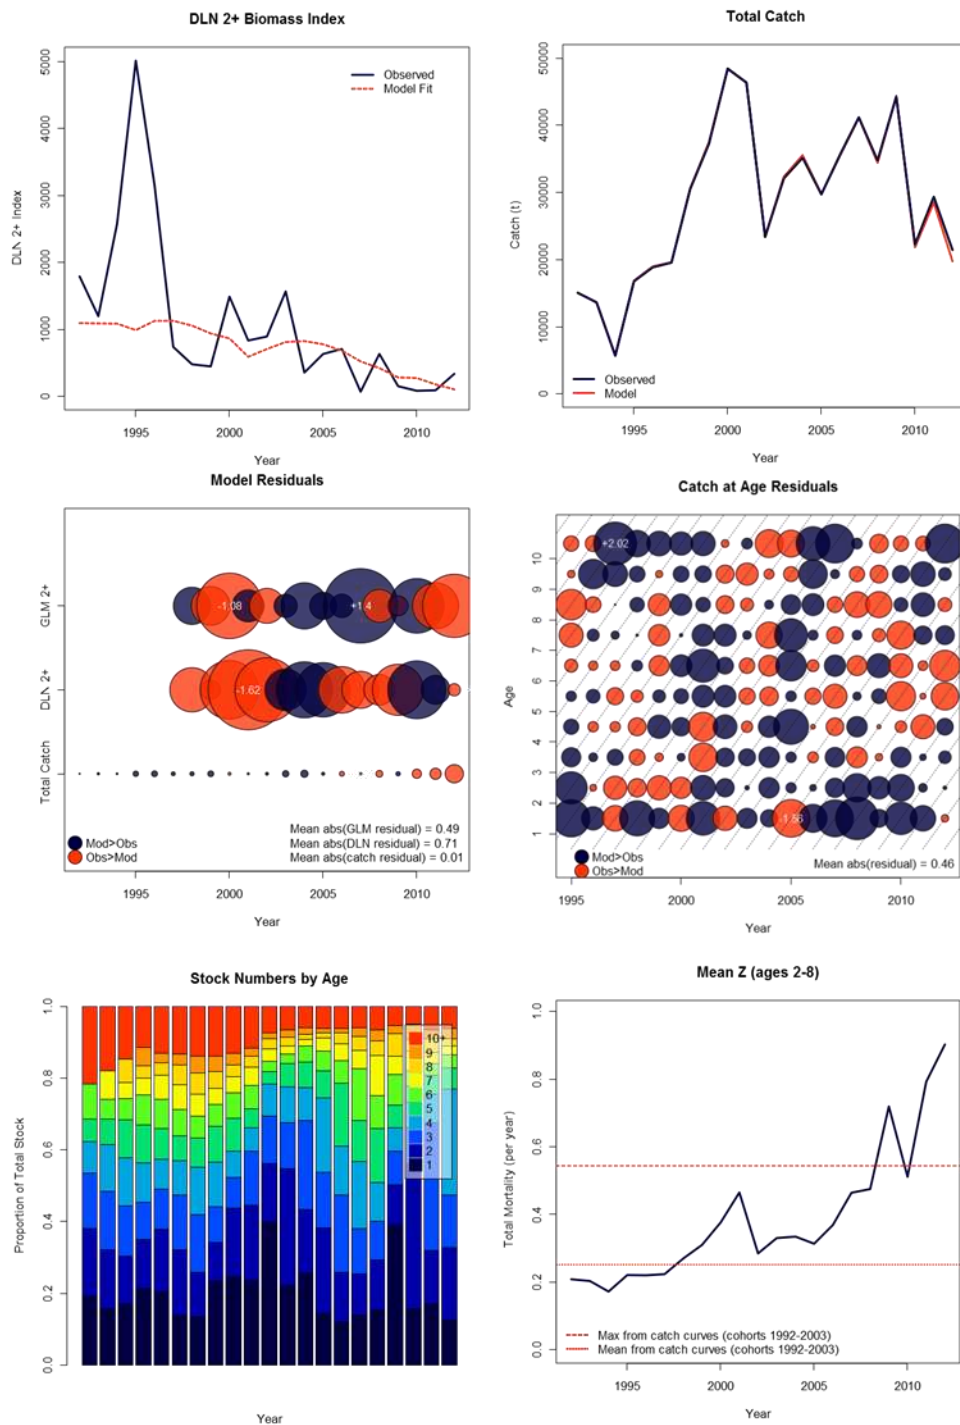 DLN 2+ Biomass Index
DLN 2+ Index
5000
4000
3000
2000
1000
0
Observed
Model Fit
1995 2000 2005 2010
Year
Total Catch
Catch (t)
50000
40000
30000
20000
10000
0
Observed
Model
1995 2000 2005 2010
Year
Model Residuals
GLM 2+
DLN 2+
Total Catch
-1.08
+1.4
-1.62
Mod>Obs
Obs>Mod
Mean abs(GLM residual) = 0.49
Mean abs(DLN residual) = 0.71
Mean abs(catch residual) = 0.01
1995 2000 2005 2010
Year
Catch at Age Residuals
Age
10
9
8
7
6
5
4
3
2
1
+2.02
-1.56
Mod>Obs
Obs>Mod
Mean abs(residual) = 0.46
1995 2000 2005 2010
Year
Stock Numbers by Age
Proportion of Total Stock
1.0
0.8
0.6
0.4
0.2
0.0
10+
9
8
7
6
5
4
3
2
1
Year
Mean Z (ages 2-8)
Total Mortality (per year)
1.0
0.8
0.6
0.4
0.2
0.0
Max from catch curves (cohorts 1992-2003)
Mean from catch curves (cohorts 1992-2003)
1995 2000 2005 2010
Year